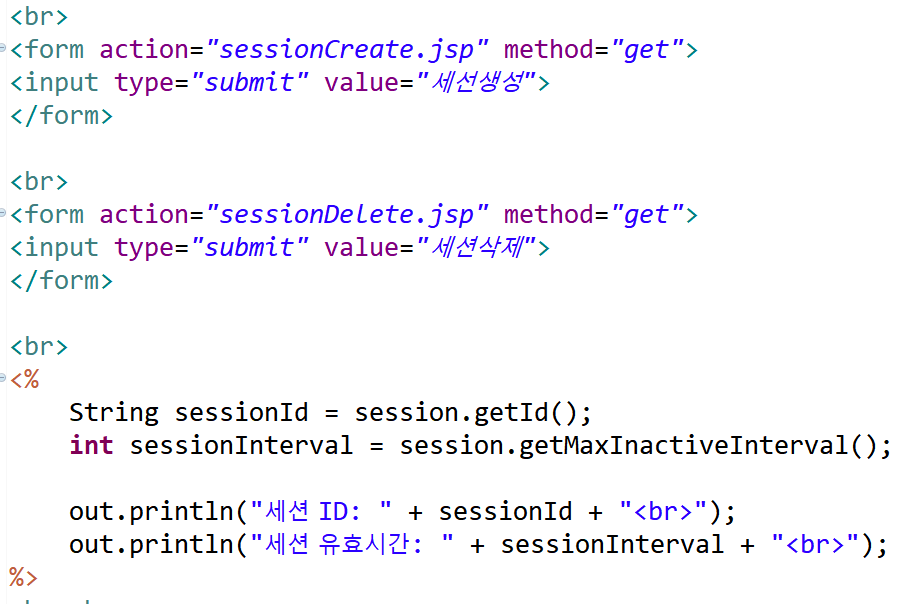 <br>
<form action="sessionCreate.jsp" method="get">
<input type="submit" value="세선생성">
</form>
<br>
<form action="sessionDelete.jsp" method="get">
<input type="submit" value="세션삭제">
</form>
<br>
<%
String sessionId = session.getId();
int sessionInterval = session.getMaxInactiveInterval();
out.println("세션 ID: " + sessionId + "<br>");
out.println("세션 유효시간: " + sessionInterval + "<br>");
%>